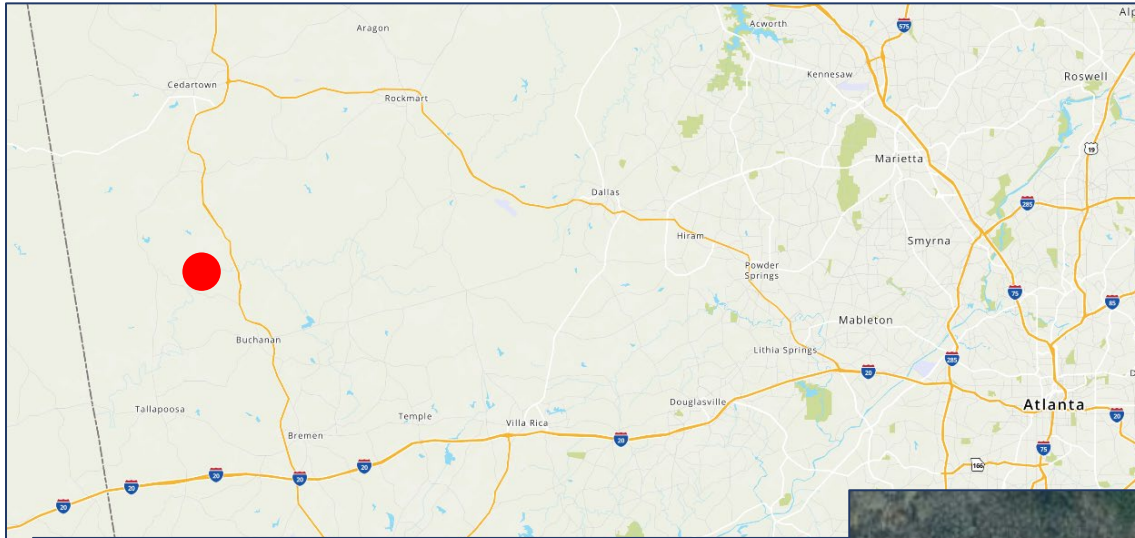 Alp
Acworth
575
Aragon
Kennesaw
Roswell
Cedartown
Rockmart
19
Marietta
Dallas
285
Hiram
Smyrna
Powder
Springs
75
85
Mableton
Buchanan
Lithia Springs
285
20
D
Tallapoosa
Temple
Villa Rica
Douglasville
Atlanta
20
Bremen
20
75
20
20
20
166
20
20